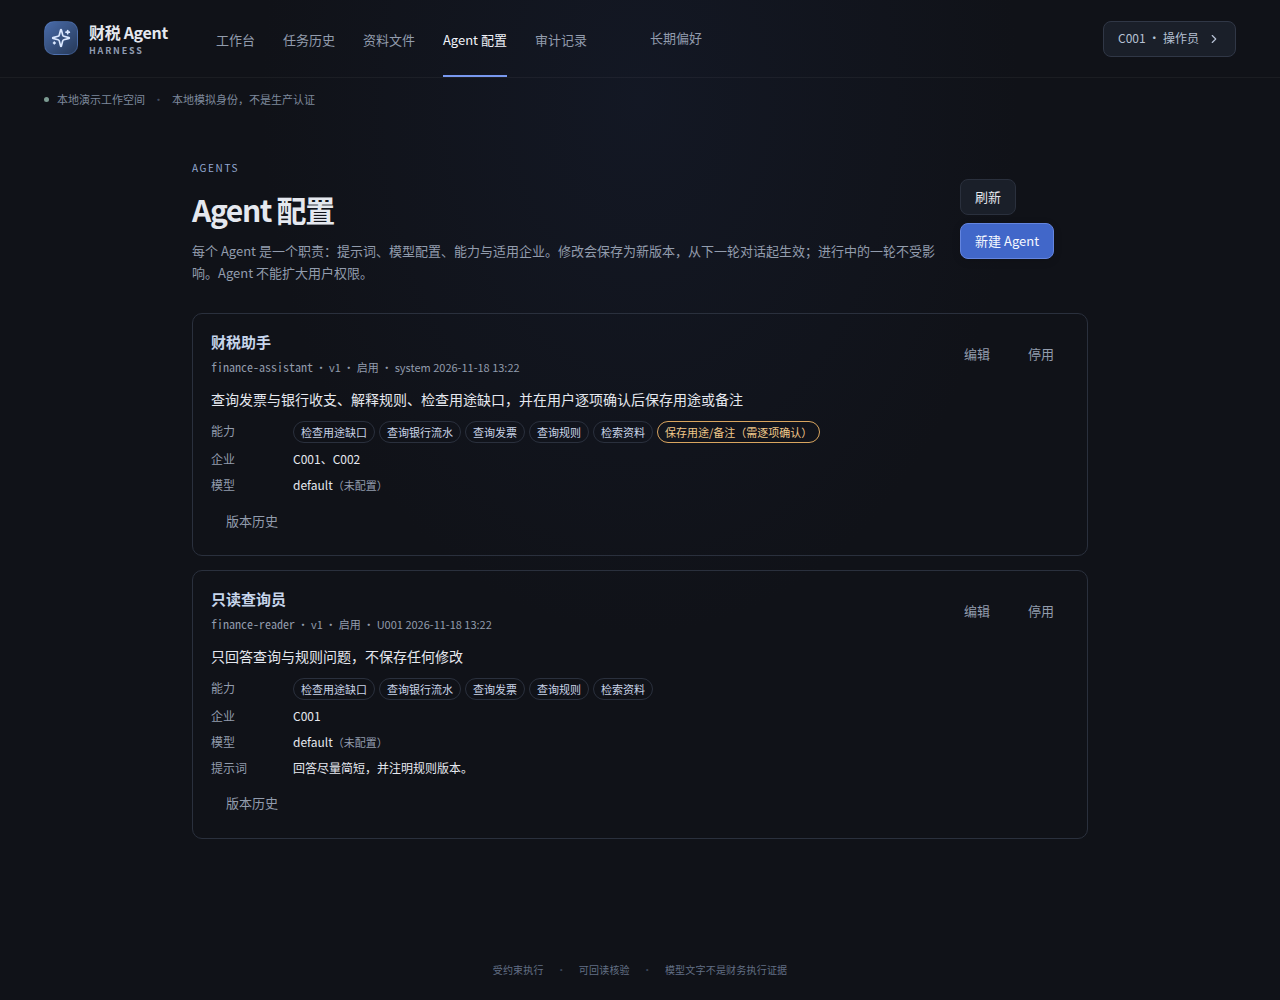 财税 Agent
HARNESS
工作台
任务历史
资料文件
Agent 配置
审计记录
长期偏好
C001 · 操作员
本地演示工作空间 · 本地模拟身份，不是生产认证
AGENTS
Agent 配置
每个 Agent 是一个职责：提示词、模型配置、能力与适用企业。修改会保存为新版本，从下一轮对话起生效；进行中的一轮不受影
响。Agent 不能扩大用户权限。
刷新
新建 Agent
财税助手
finance-assistant · v1 · 启用 · system 2026-11-18 13:22
编辑
停用
查询发票与银行收支、解释规则、检查用途缺口，并在用户逐项确认后保存用途或备注
能力 检查用途缺口 查询银行流水 查询发票 查询规则 检索资料 保存用途/备注（需逐项确认）
企业 C001、C002
模型 default（未配置）
版本历史
只读查询员
finance-reader · v1 · 启用 · U001 2026-11-18 13:22
编辑
停用
只回答查询与规则问题，不保存任何修改
能力 检查用途缺口 查询银行流水 查询发票 查询规则 检索资料
企业 C001
模型 default（未配置）
提示词 回答尽量简短，并注明规则版本。
版本历史
受约束执行 · 可回读核验 · 模型文字不是财务执行证据